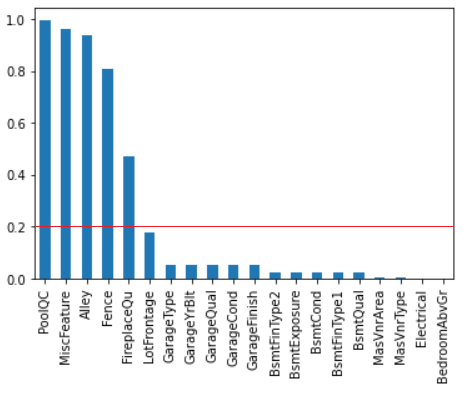 1.0
0.8
0.6
0.4
0.2
0.0
PoolQC
MiscFeature
Alley
Fence
FireplaceQu
LotFrontage
GarageType
GarageYrBlt
GarageQual
GarageCond
GarageFinish
BsmtFinType2
BsmtExposure
BsmtCond
BsmtFinType1
BsmtQual
MasVnrArea
MasVnrType
Electrical
BedroomAbvGr